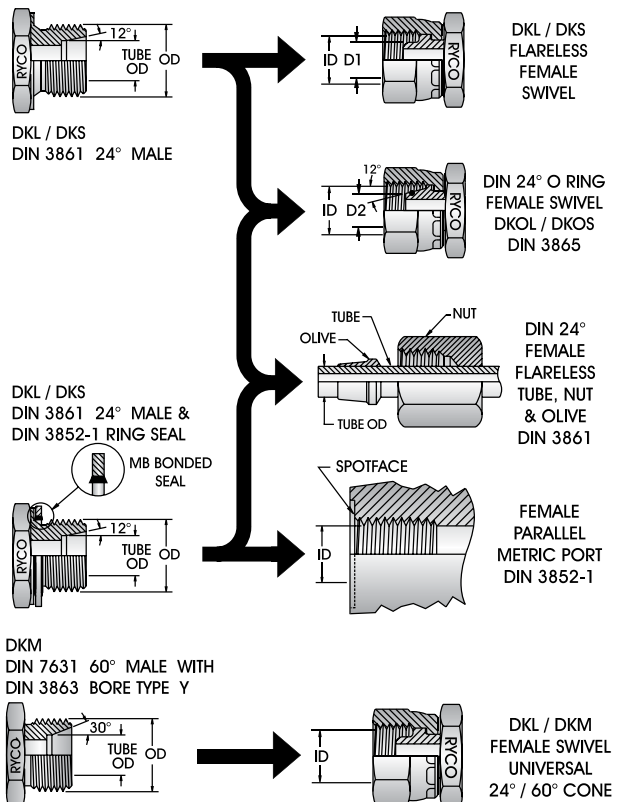 RYCO
12°
TUBE
OD
OD
DKL / DKS
DIN 3861 24° MALE
ID D1
RYCO
DKL / DKS
FLARELESS
FEMALE
SWIVEL
12°
ID D2
RYCO
DIN 24° O RING
FEMALE SWIVEL
DKOL / DKOS
DIN 3865
TUBE
NUT
OLIVE
TUBE OD
DIN 24°
FEMALE
FLARELESS
TUBE, NUT
& OLIVE
DIN 3861
DKL / DKS
DIN 3861 24° MALE &
DIN 3852-1 RING SEAL
MB BONDED
SEAL
RYCO
12°
TUBE
OD
OD
SPOTFACE
ID
FEMALE
PARALLEL
METRIC PORT
DIN 3852-1
DKM
DIN 7631 60° MALE WITH
DIN 3863 BORE TYPE Y
RYCO
30°
TUBE
OD
OD
ID
RYCO
DKL / DKM
FEMALE SWIVEL
UNIVERSAL
24° / 60° CONE